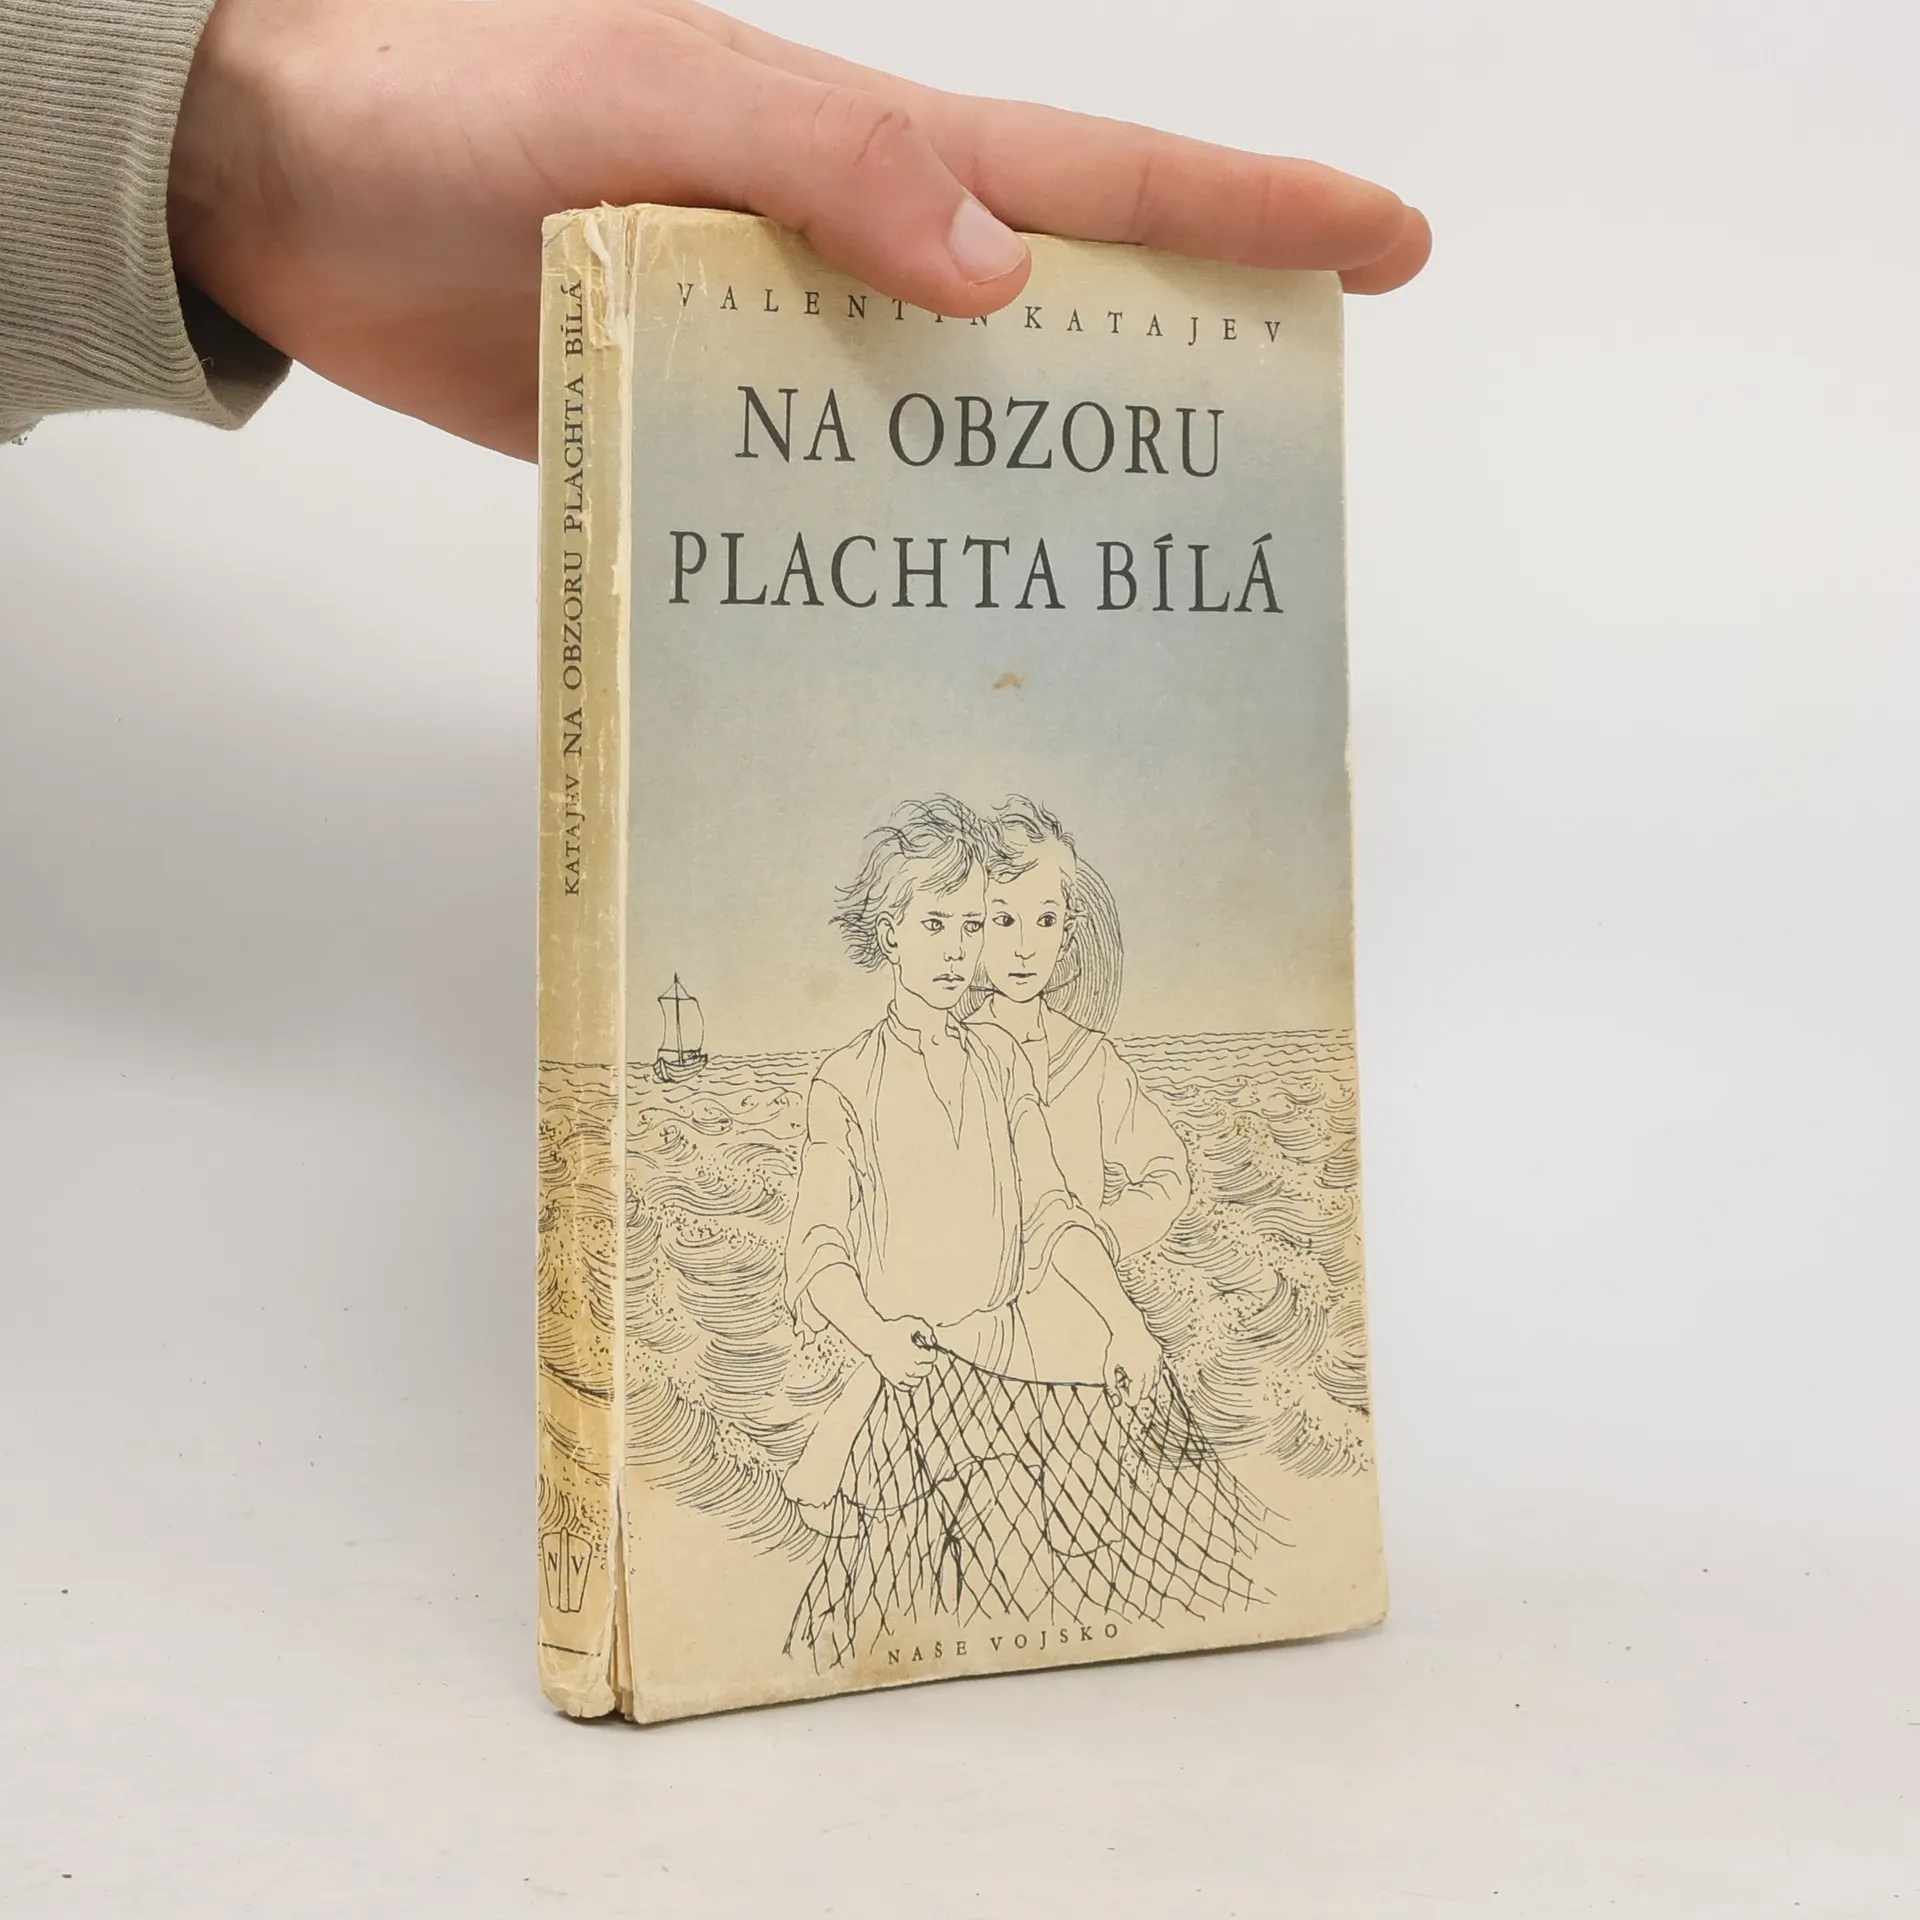 VALENTIN KATAJEV
NA OBZORU
PLACHTA BÍLÁ
NAŠE VOJSKO
KATAJEV NA OBZORU PLACHTA BÍLÁ
N V